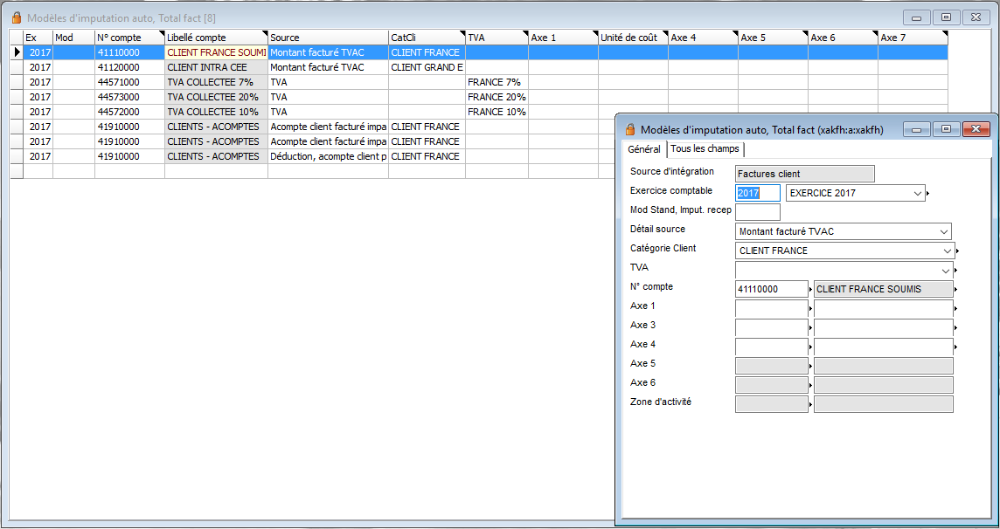 Modèles d'imputation auto, Total fact [8]
Ex Mod N° compte Libellé compte Source CatCli TVA Axe 1 Unité de coût Axe 4 Axe 5 Axe 6 Axe 7
2017 41110000 CLIENT FRANCE SOUMI Montant facturé TVAC CLIENT FRANCE
2017 41120000 CLIENT INTRA CEE Montant facturé TVAC CLIENT GRAND E
2017 44571000 TVA COLLECTEE 7% TVA FRANCE 7%
2017 44573000 TVA COLLECTEE 20% TVA FRANCE 20%
2017 44572000 TVA COLLECTEE 10% TVA FRANCE 10%
2017 41910000 CLIENTS - ACOMPTES Acompte client facturé impa CLIENT FRANCE
2017 41910000 CLIENTS - ACOMPTES Acompte client facturé impa CLIENT FRANCE
2017 41910000 CLIENTS - ACOMPTES Déduction, acompte client p CLIENT FRANCE
Modèles d'imputation auto, Total fact (xakfh:a:xakfh)
Général Tous les champs
Source d'intégration Factures client
Exercice comptable 2017 EXERCICE 2017
Mod Stand, Imput. recep
Détail source Montant facturé TVAC
Catégorie Client CLIENT FRANCE
TVA
N° compte 41110000 CLIENT FRANCE SOUMIS
Axe 1
Axe 3
Axe 4
Axe 5
Axe 6
Zone d'activité